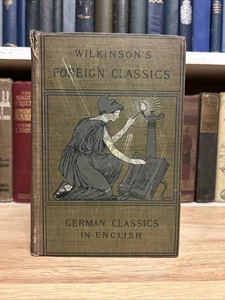 WILKINSON'S
FOREIGN CLASSICS
GERMAN CLASSICS
IN ENGLISH